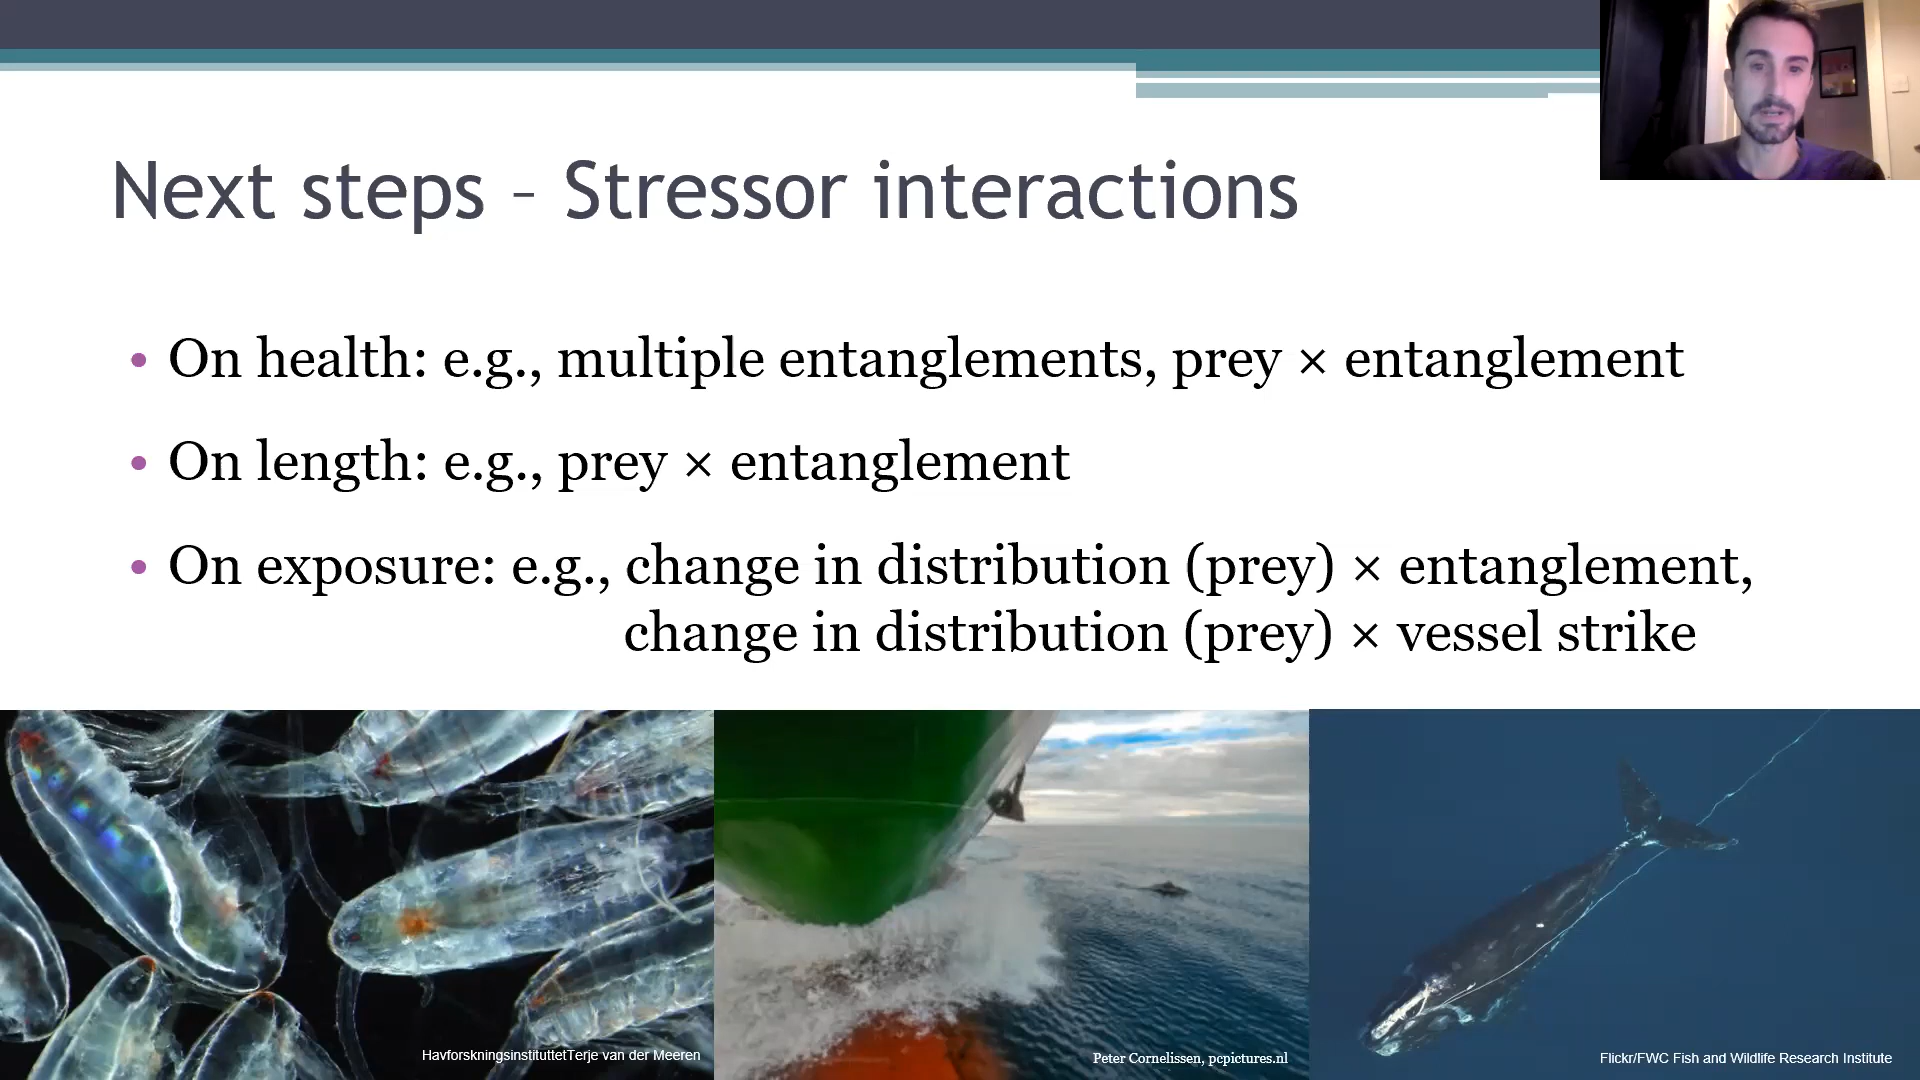 Next steps – Stressor interactions
• On health: e.g., multiple entanglements, prey × entanglement
• On length: e.g., prey × entanglement
• On exposure: e.g., change in distribution (prey) × entanglement,
change in distribution (prey) × vessel strike
HavforskningsinstituttetTerje van der Meeren
Peter Cornelissen, pcpictures.nl
Flickr/FWC Fish and Wildlife Research Institute